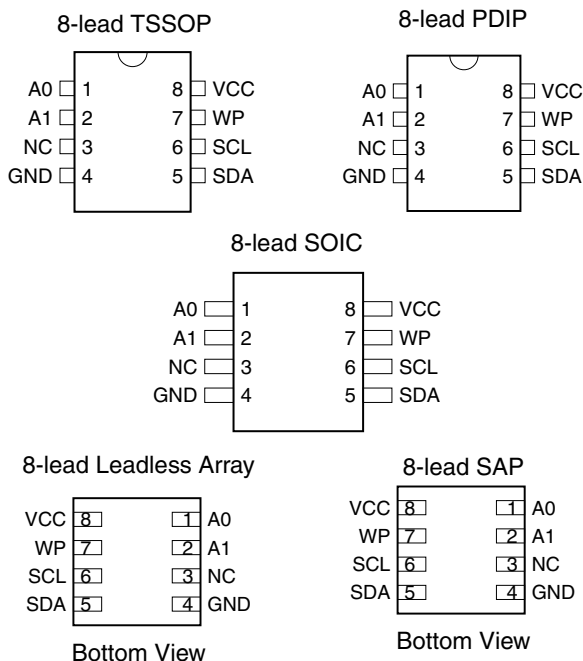 8-lead TSSOP
A0 1 8 VCC
A1 2 7 WP
NC 3 6 SCL
GND 4 5 SDA
8-lead PDIP
A0 1 8 VCC
A1 2 7 WP
NC 3 6 SCL
GND 4 5 SDA
8-lead SOIC
A0 1 8 VCC
A1 2 7 WP
NC 3 6 SCL
GND 4 5 SDA
8-lead Leadless Array
VCC 8 1 A0
WP 7 2 A1
SCL 6 3 NC
SDA 5 4 GND
Bottom View
8-lead SAP
VCC 8 1 A0
WP 7 2 A1
SCL 6 3 NC
SDA 5 4 GND
Bottom View